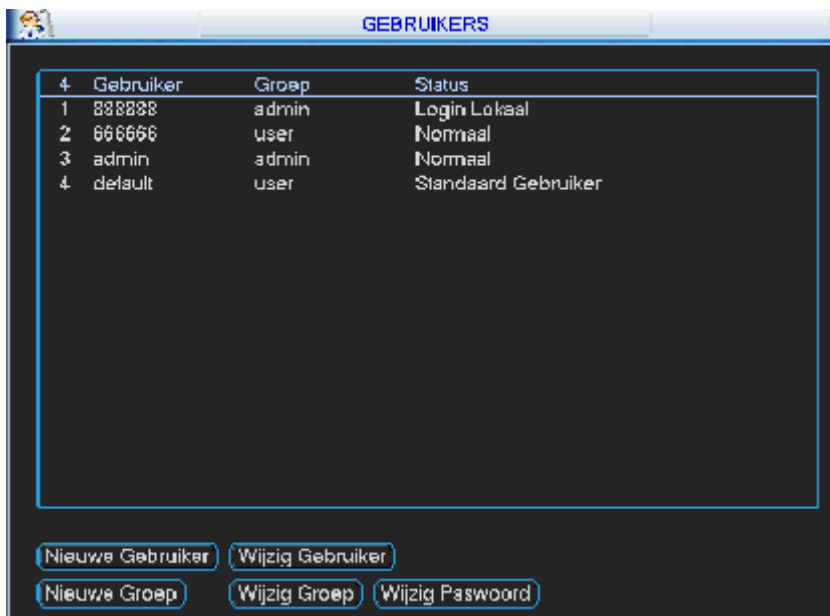 GEBRUIKERS
4 Gebruiker Groep Status
1 888888 admin Login Lokaal
2 666666 user Normaal
3 admin admin Normaal
4 default user Standaard Gebruiker
Nieuwe Gebruiker Wijzig Gebruiker
Nieuwe Groep Wijzig Groep Wijzig Paswoord